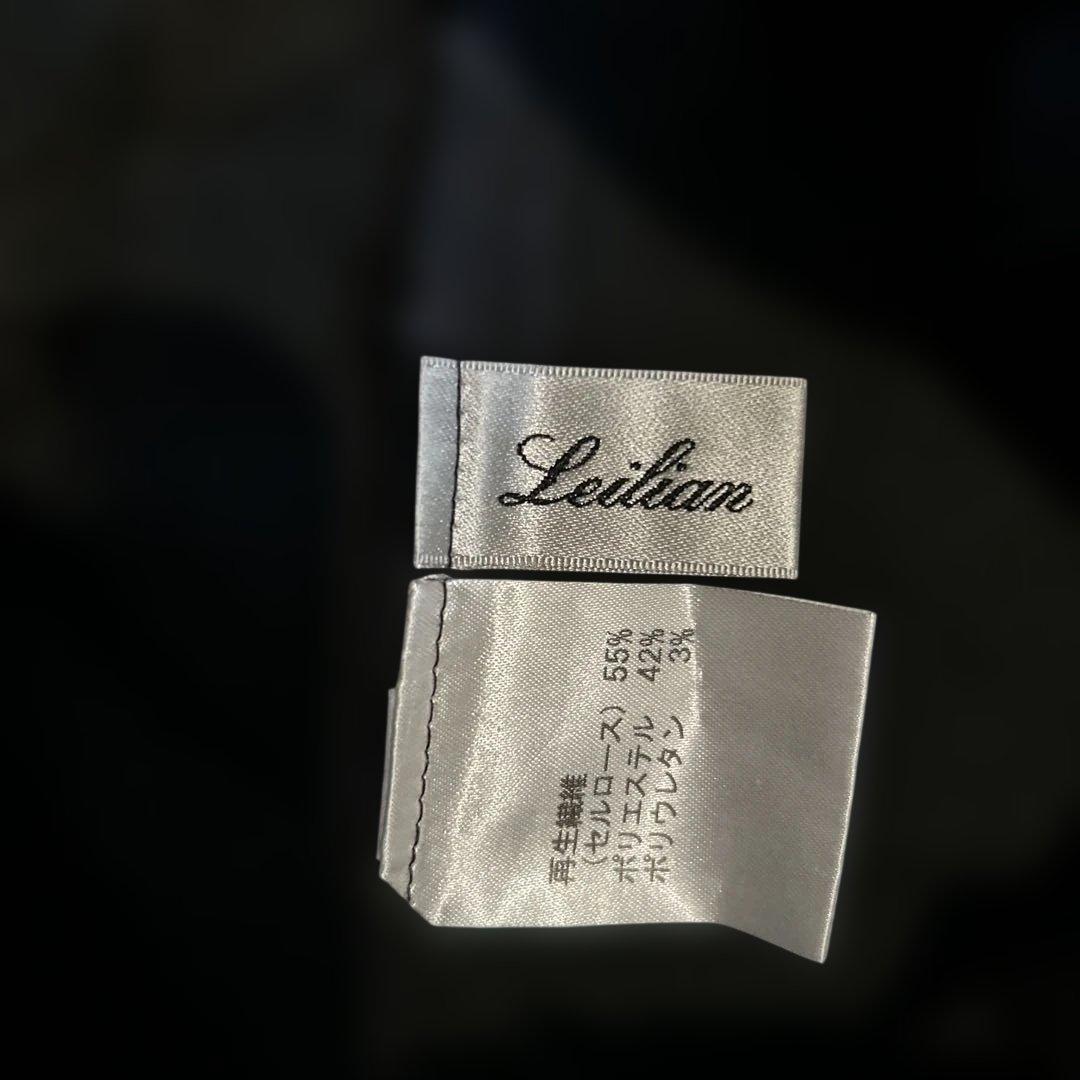 Leilian
再生繊維
（セルロース） 55%
ポリエステル 42%
ポリウレタン 3%